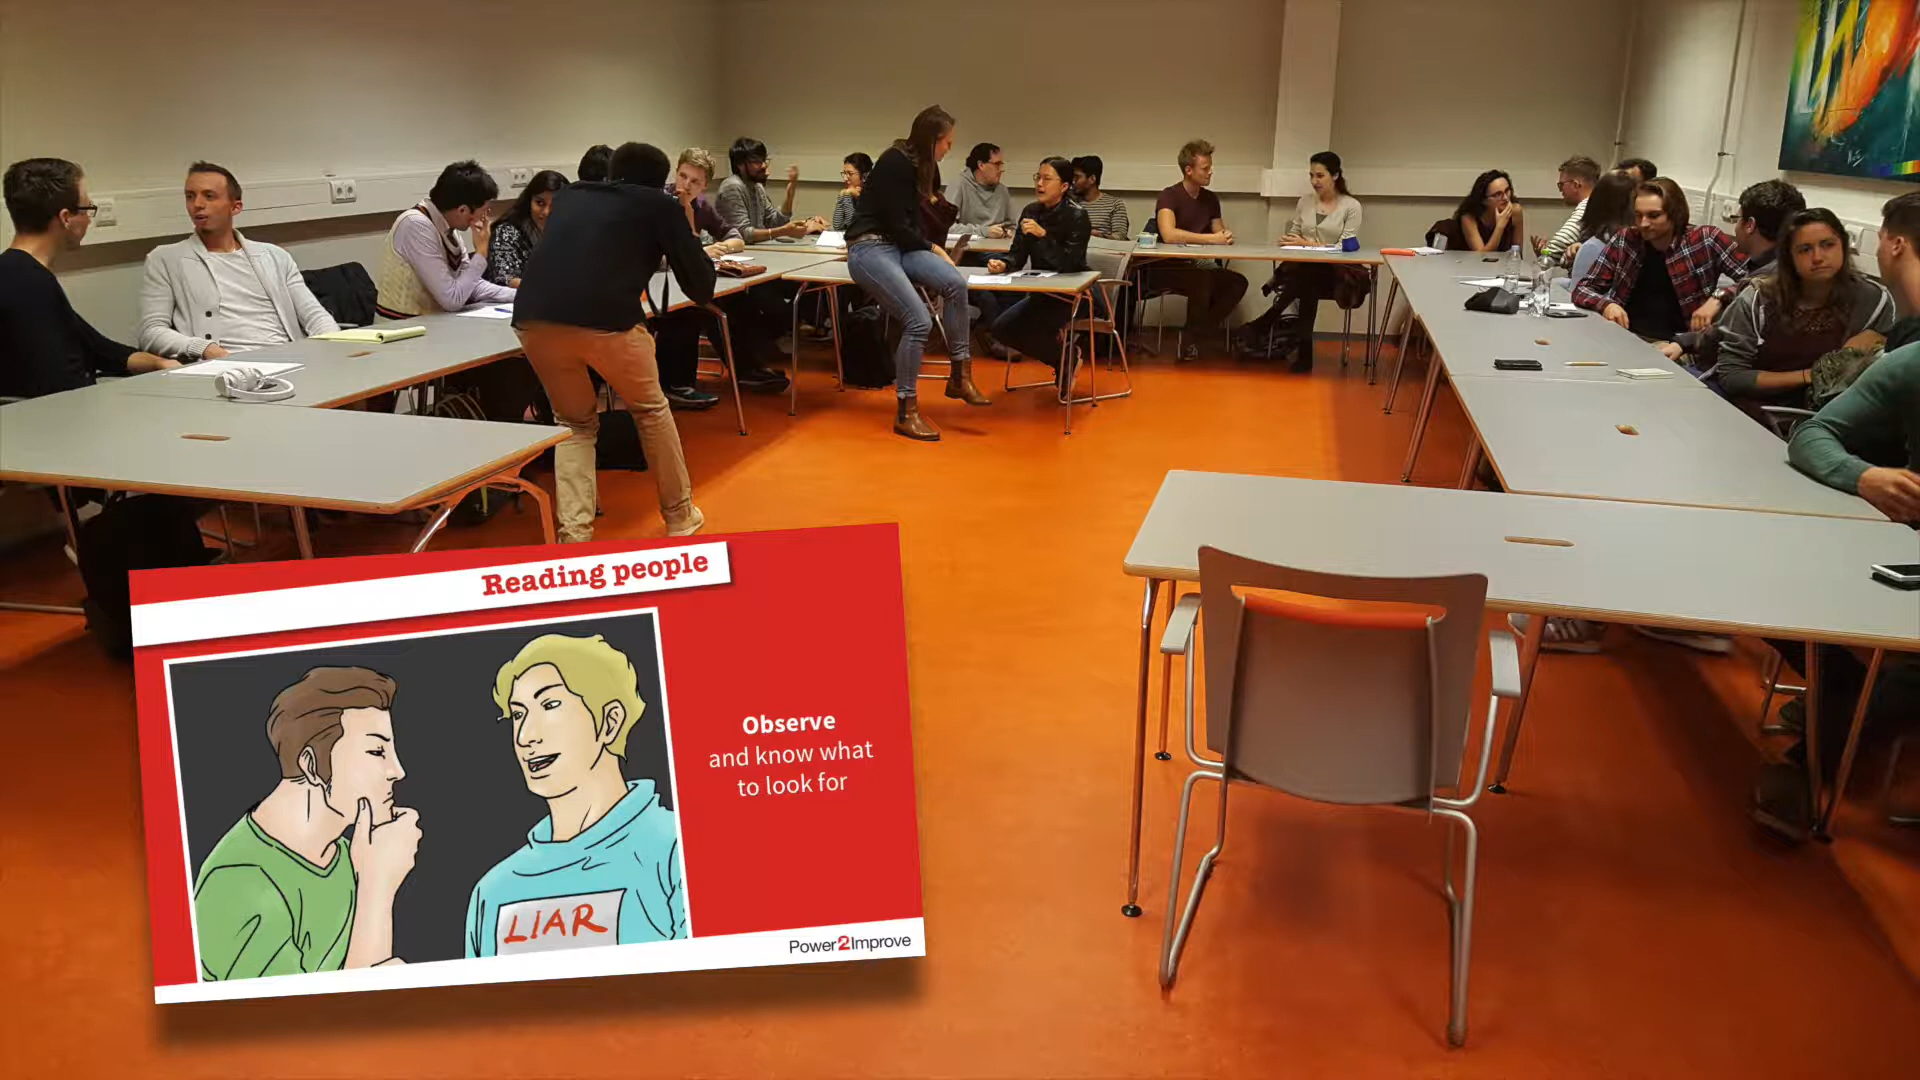 Reading people
Observe
and know what
to look for
LIAR
Power2Improve